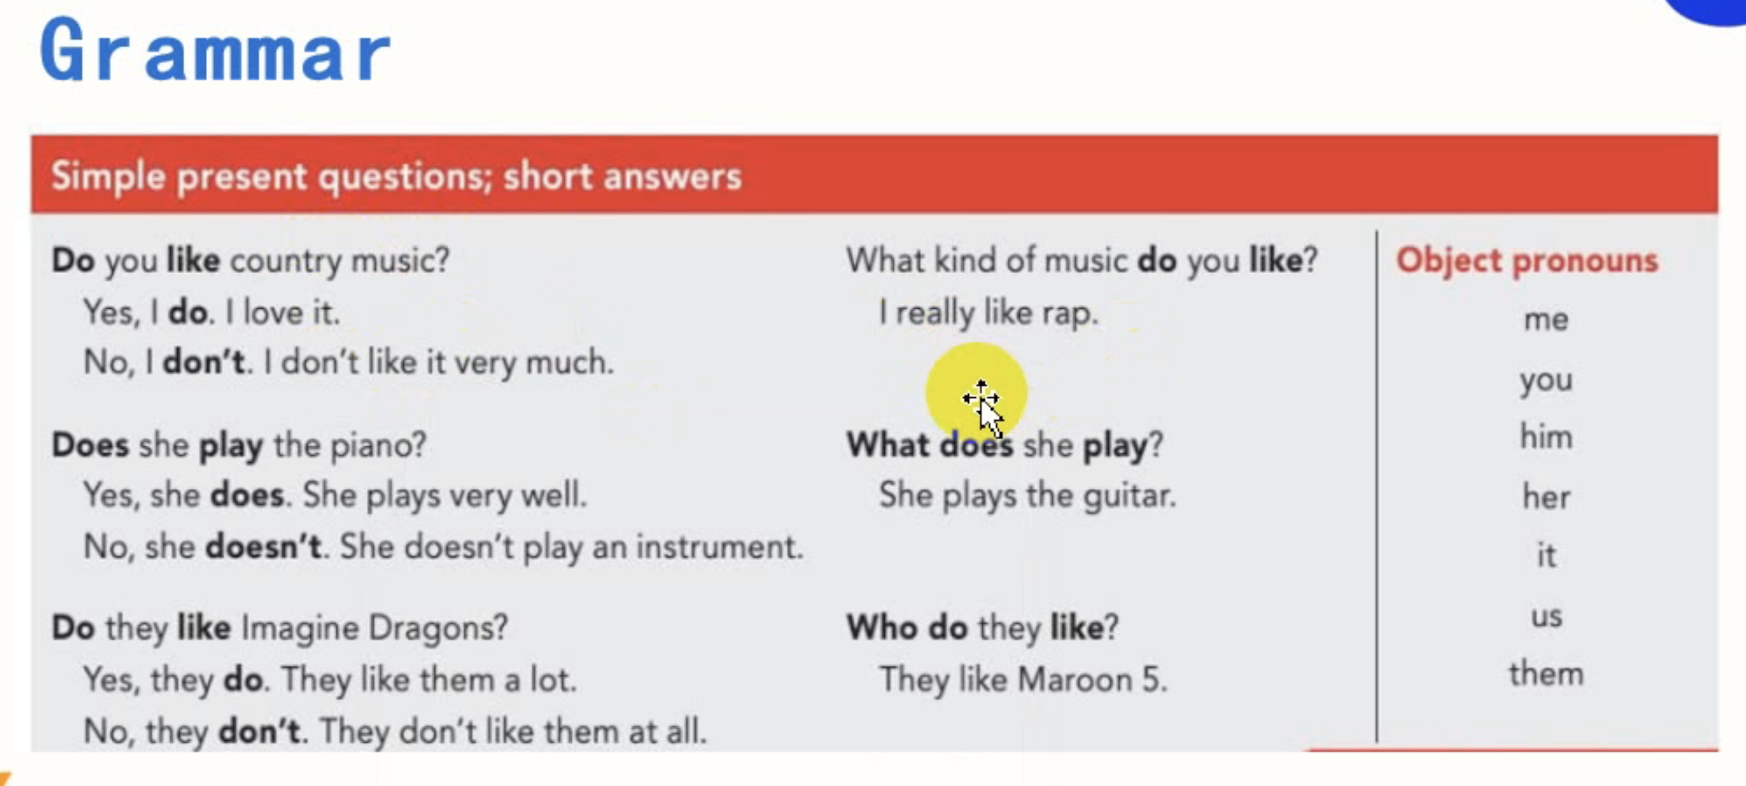 Grammar
Simple present questions; short answers
Do you like country music?
Yes, I do. I love it.
No, I don't. I don't like it very much.
Does she play the piano?
Yes, she does. She plays very well.
No, she doesn't. She doesn't play an instrument.
Do they like Imagine Dragons?
Yes, they do. They like them a lot.
No, they don't. They don't like them at all.
What kind of music do you like?
I really like rap.
What does she play?
She plays the guitar.
Who do they like?
They like Maroon 5.
Object pronouns
me
you
him
her
it
us
them